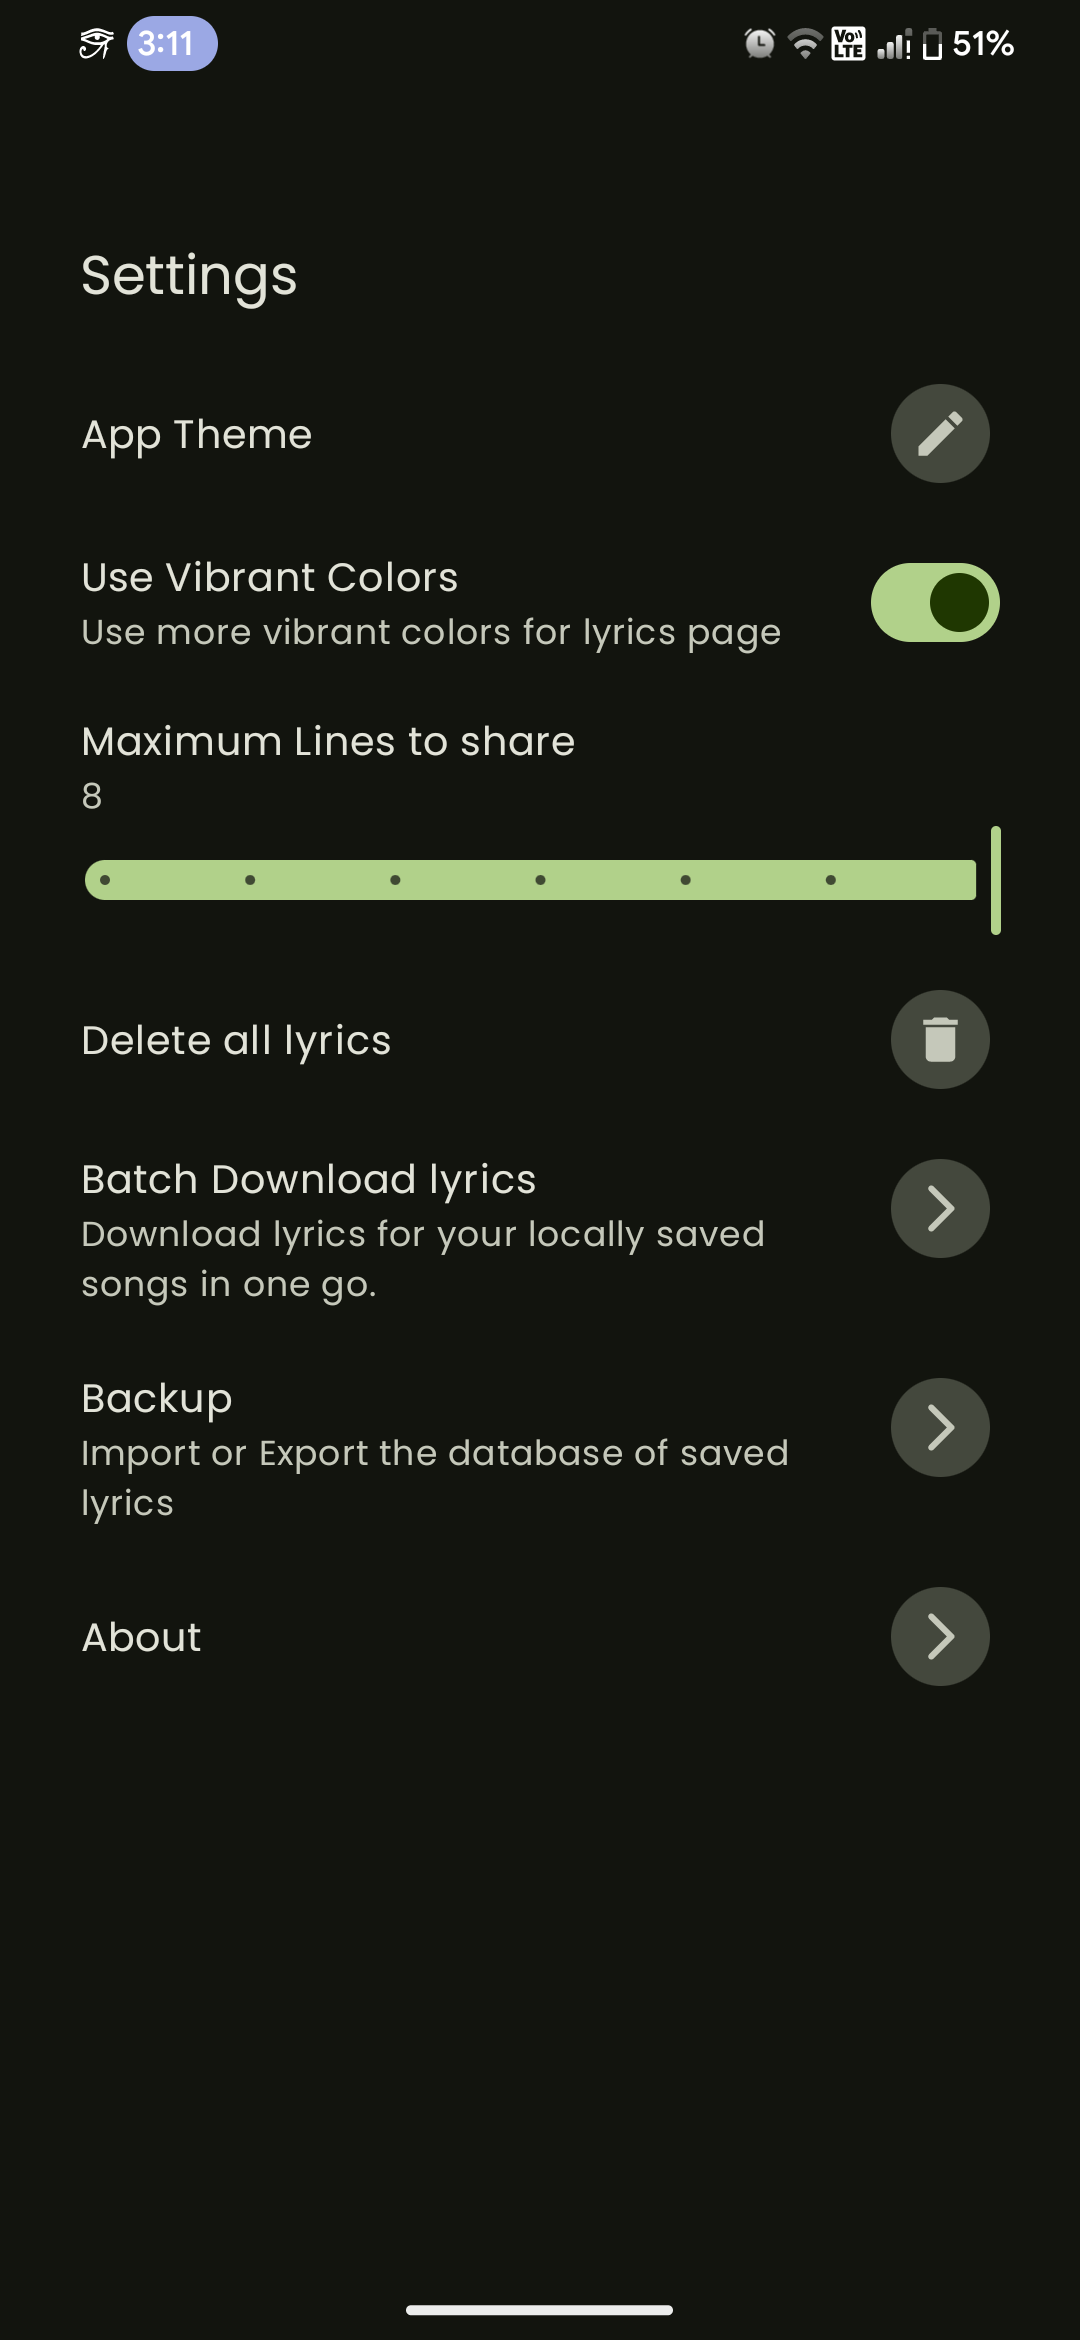 3:11
Vo))
LTE
51%
Settings
App Theme
Use Vibrant Colors
Use more vibrant colors for lyrics page
Maximum Lines to share
8
Delete all lyrics
Batch Download lyrics
Download lyrics for your locally saved
songs in one go.
Backup
Import or Export the database of saved
lyrics
About